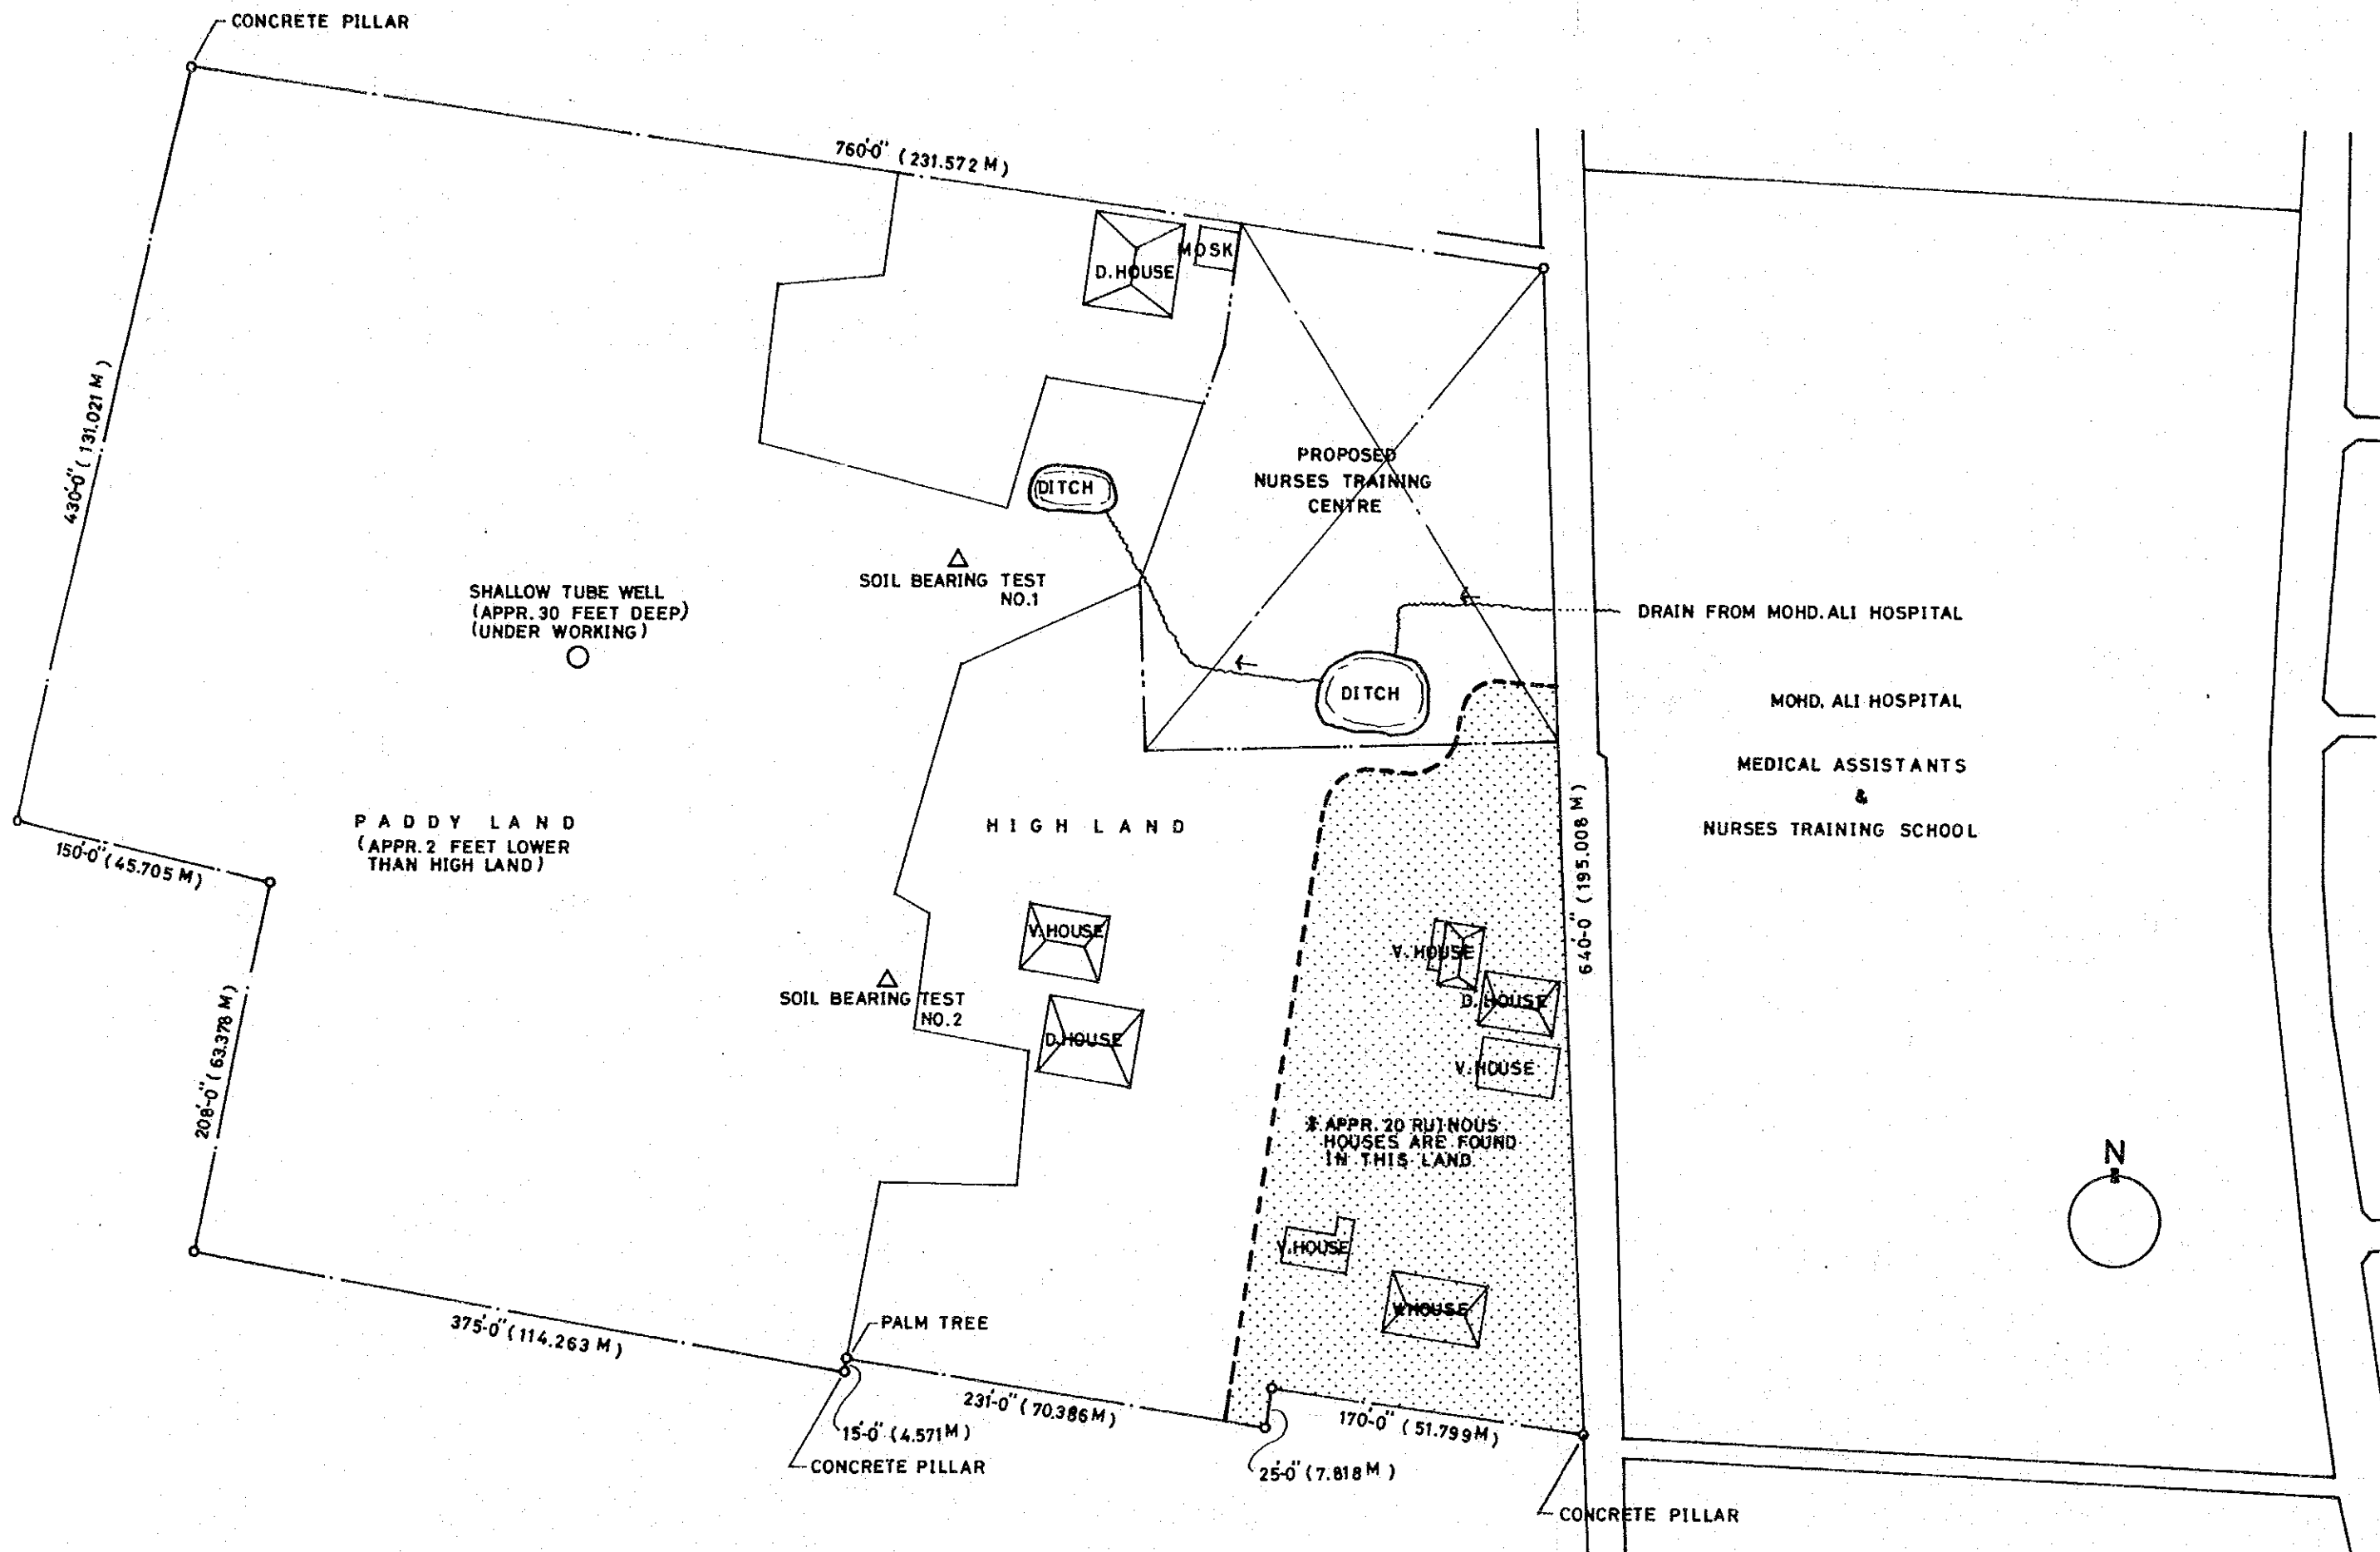 CONCRETE PILLAR
760'-0" (231.572 M)
MOSK
D.HOUSE
430'-0" (131.021 M)
PROPOSED
NURSES TRAINING
CENTRE
DITCH
SOIL BEARING TEST
NO.1
SHALLOW TUBE WELL
(APPR.30 FEET DEEP)
(UNDER WORKING)
DRAIN FROM MOHD.ALI HOSPITAL
DITCH
MOHD. ALI HOSPITAL
MEDICAL ASSISTANTS
&
NURSES TRAINING SCHOOL
PADDY LAND
(APPR.2 FEET LOWER
THAN HIGH LAND)
HIGH LAND
150'-0" (45.705 M)
640'-0" (195.008 M)
V.HOUSE
V.HOUSE
SOIL BEARING TEST
NO.2
D.HOUSE
D.HOUSE
V.HOUSE
208'-0" (63.378 M)
* APPR. 20 RUINOUS
HOUSES ARE FOUND
IN THIS LAND
N
V.HOUSE
V.HOUSE
375'-0" (114.263 M)
PALM TREE
231'-0" (70.386M)
15'-0" (4.571M)
170'-0" (51.799M)
CONCRETE PILLAR
25'-0" (7.818M)
CONCRETE PILLAR